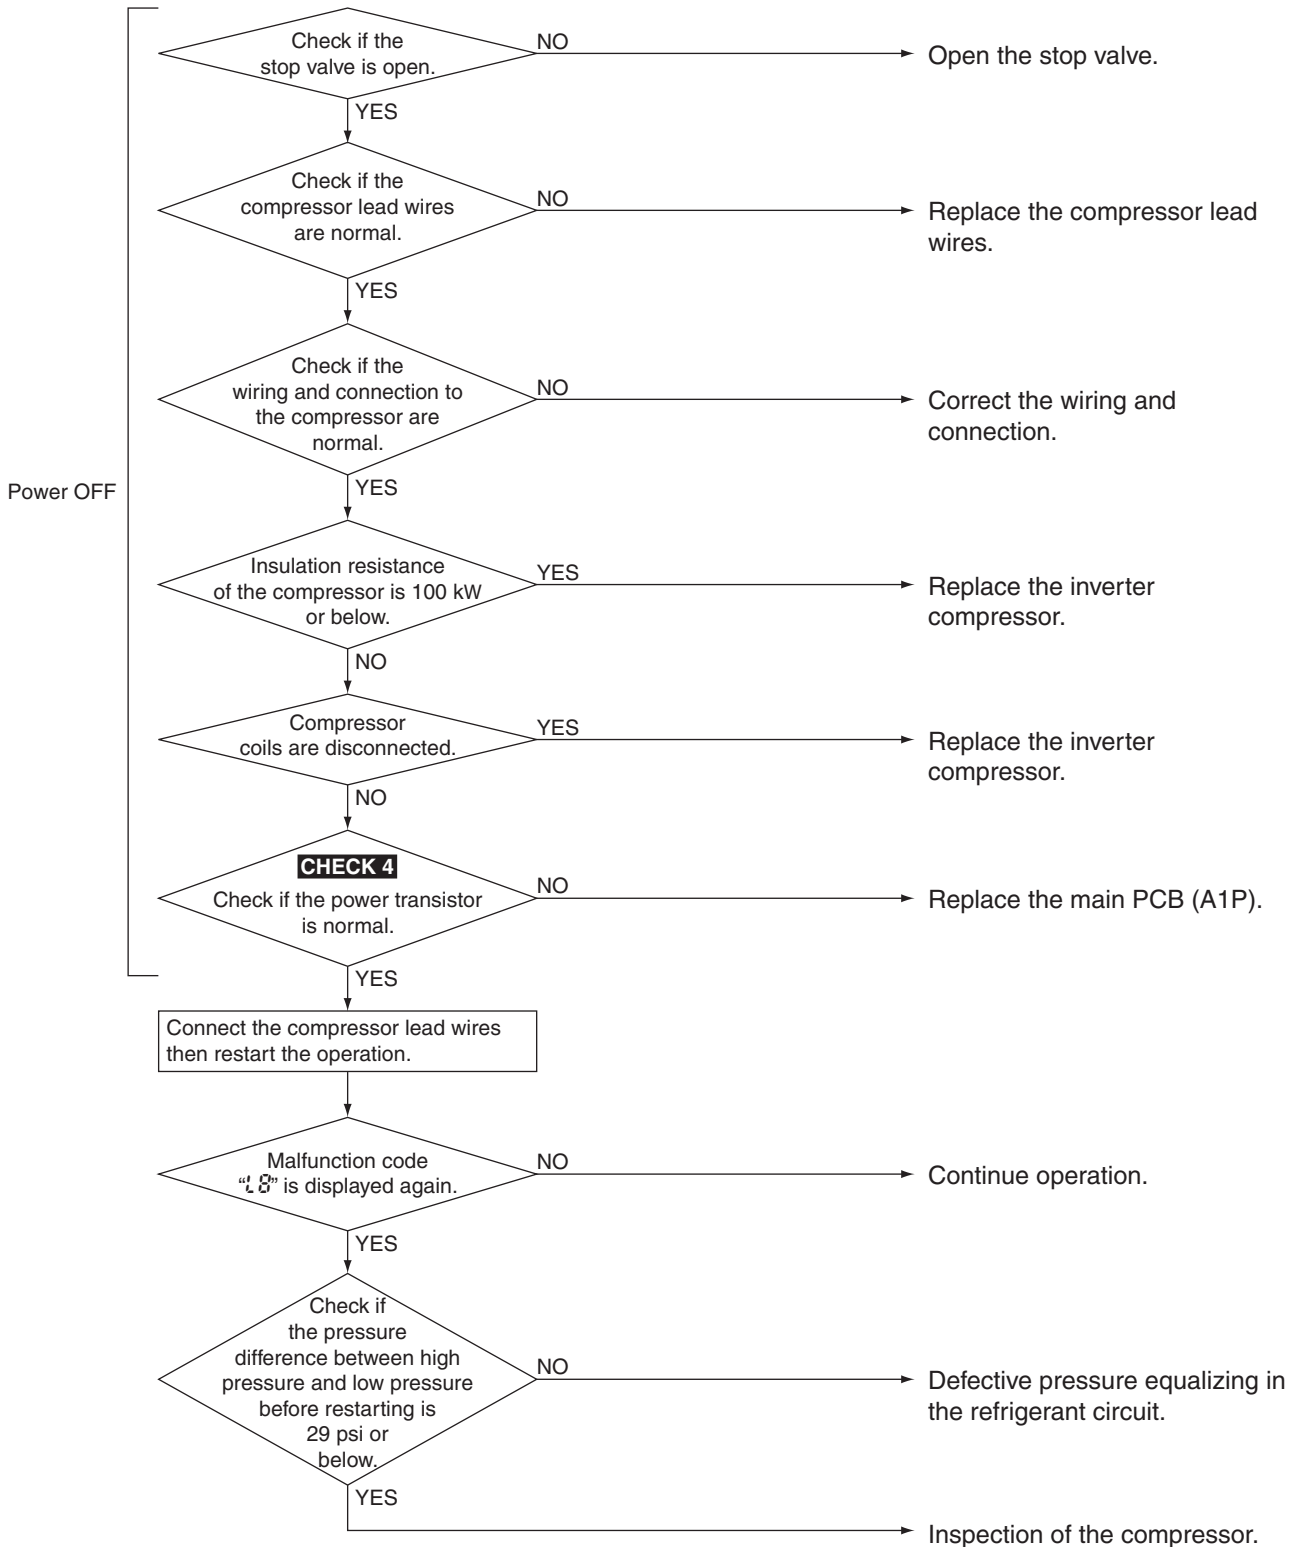 Check if the
stop valve is open.
NO
Open the stop valve.
YES
Check if the
compressor lead wires
are normal.
NO
Replace the compressor lead
wires.
YES
Check if the
wiring and connection to
the compressor are
normal.
NO
Correct the wiring and
connection.
YES
Power OFF
Insulation resistance
of the compressor is 100 kW
or below.
YES
Replace the inverter
compressor.
NO
Compressor
coils are disconnected.
YES
Replace the inverter
compressor.
NO
CHECK 4
Check if the power transistor
is normal.
NO
Replace the main PCB (A1P).
YES
Connect the compressor lead wires
then restart the operation.
Malfunction code
“L8” is displayed again.
NO
Continue operation.
YES
Check if
the pressure
difference between high
pressure and low pressure
before restarting is
29 psi or
below.
NO
Defective pressure equalizing in
the refrigerant circuit.
YES
Inspection of the compressor.